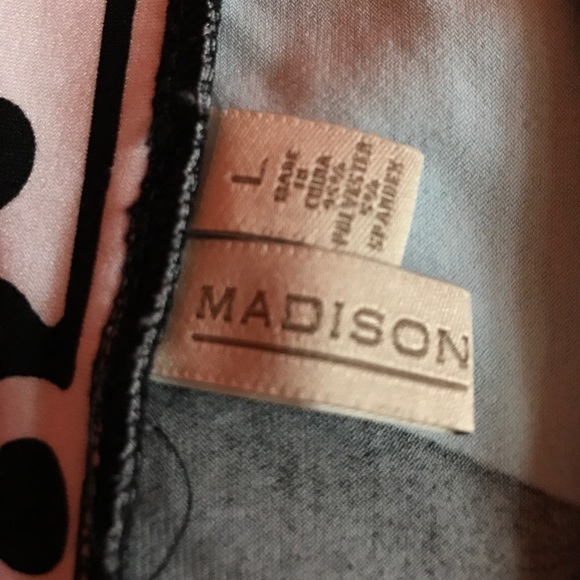 L
MADE
IN
CHINA
95%
POLYESTER
5%
SPANDEX
MADISON